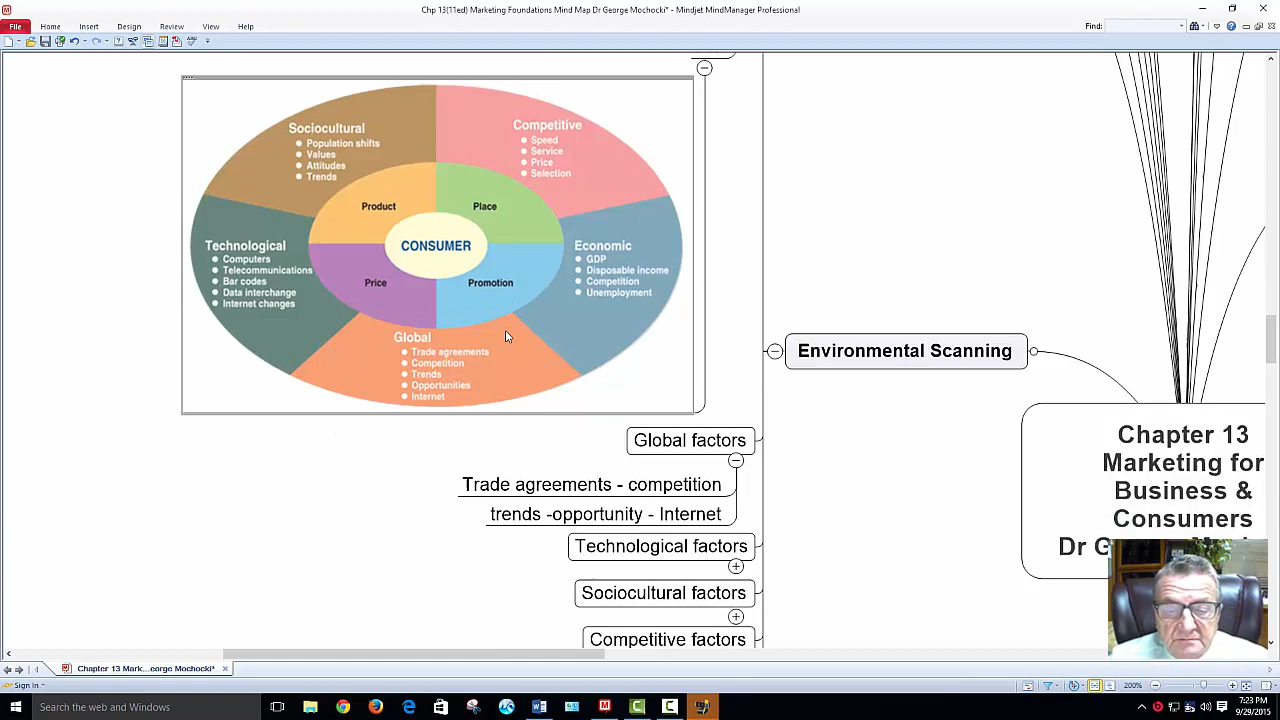 Chp 13(11ed) Marketing Foundations Mind Map Dr George Mochocki* - Mindjet MindManager Professional
File Home Insert Design Review View Help Find:
Sociocultural
Population shifts
Values
Attitudes
Trends
Competitive
Speed
Service
Price
Selection
Product
Place
CONSUMER
Price
Promotion
Technological
Computers
Telecommunications
Bar codes
Data interchange
Internet changes
Economic
GDP
Disposable income
Competition
Unemployment
Global
Trade agreements
Competition
Trends
Opportunities
Internet
Environmental Scanning
Global factors
Trade agreements - competition
trends -opportunity - Internet
Technological factors
Sociocultural factors
Competitive factors
Chapter 13
Marketing for
Business &
Consumers
Chapter 13 Mark...eorge Mochocki*
Sign In
200%
Search the web and Windows
7:23 PM
9/29/2015